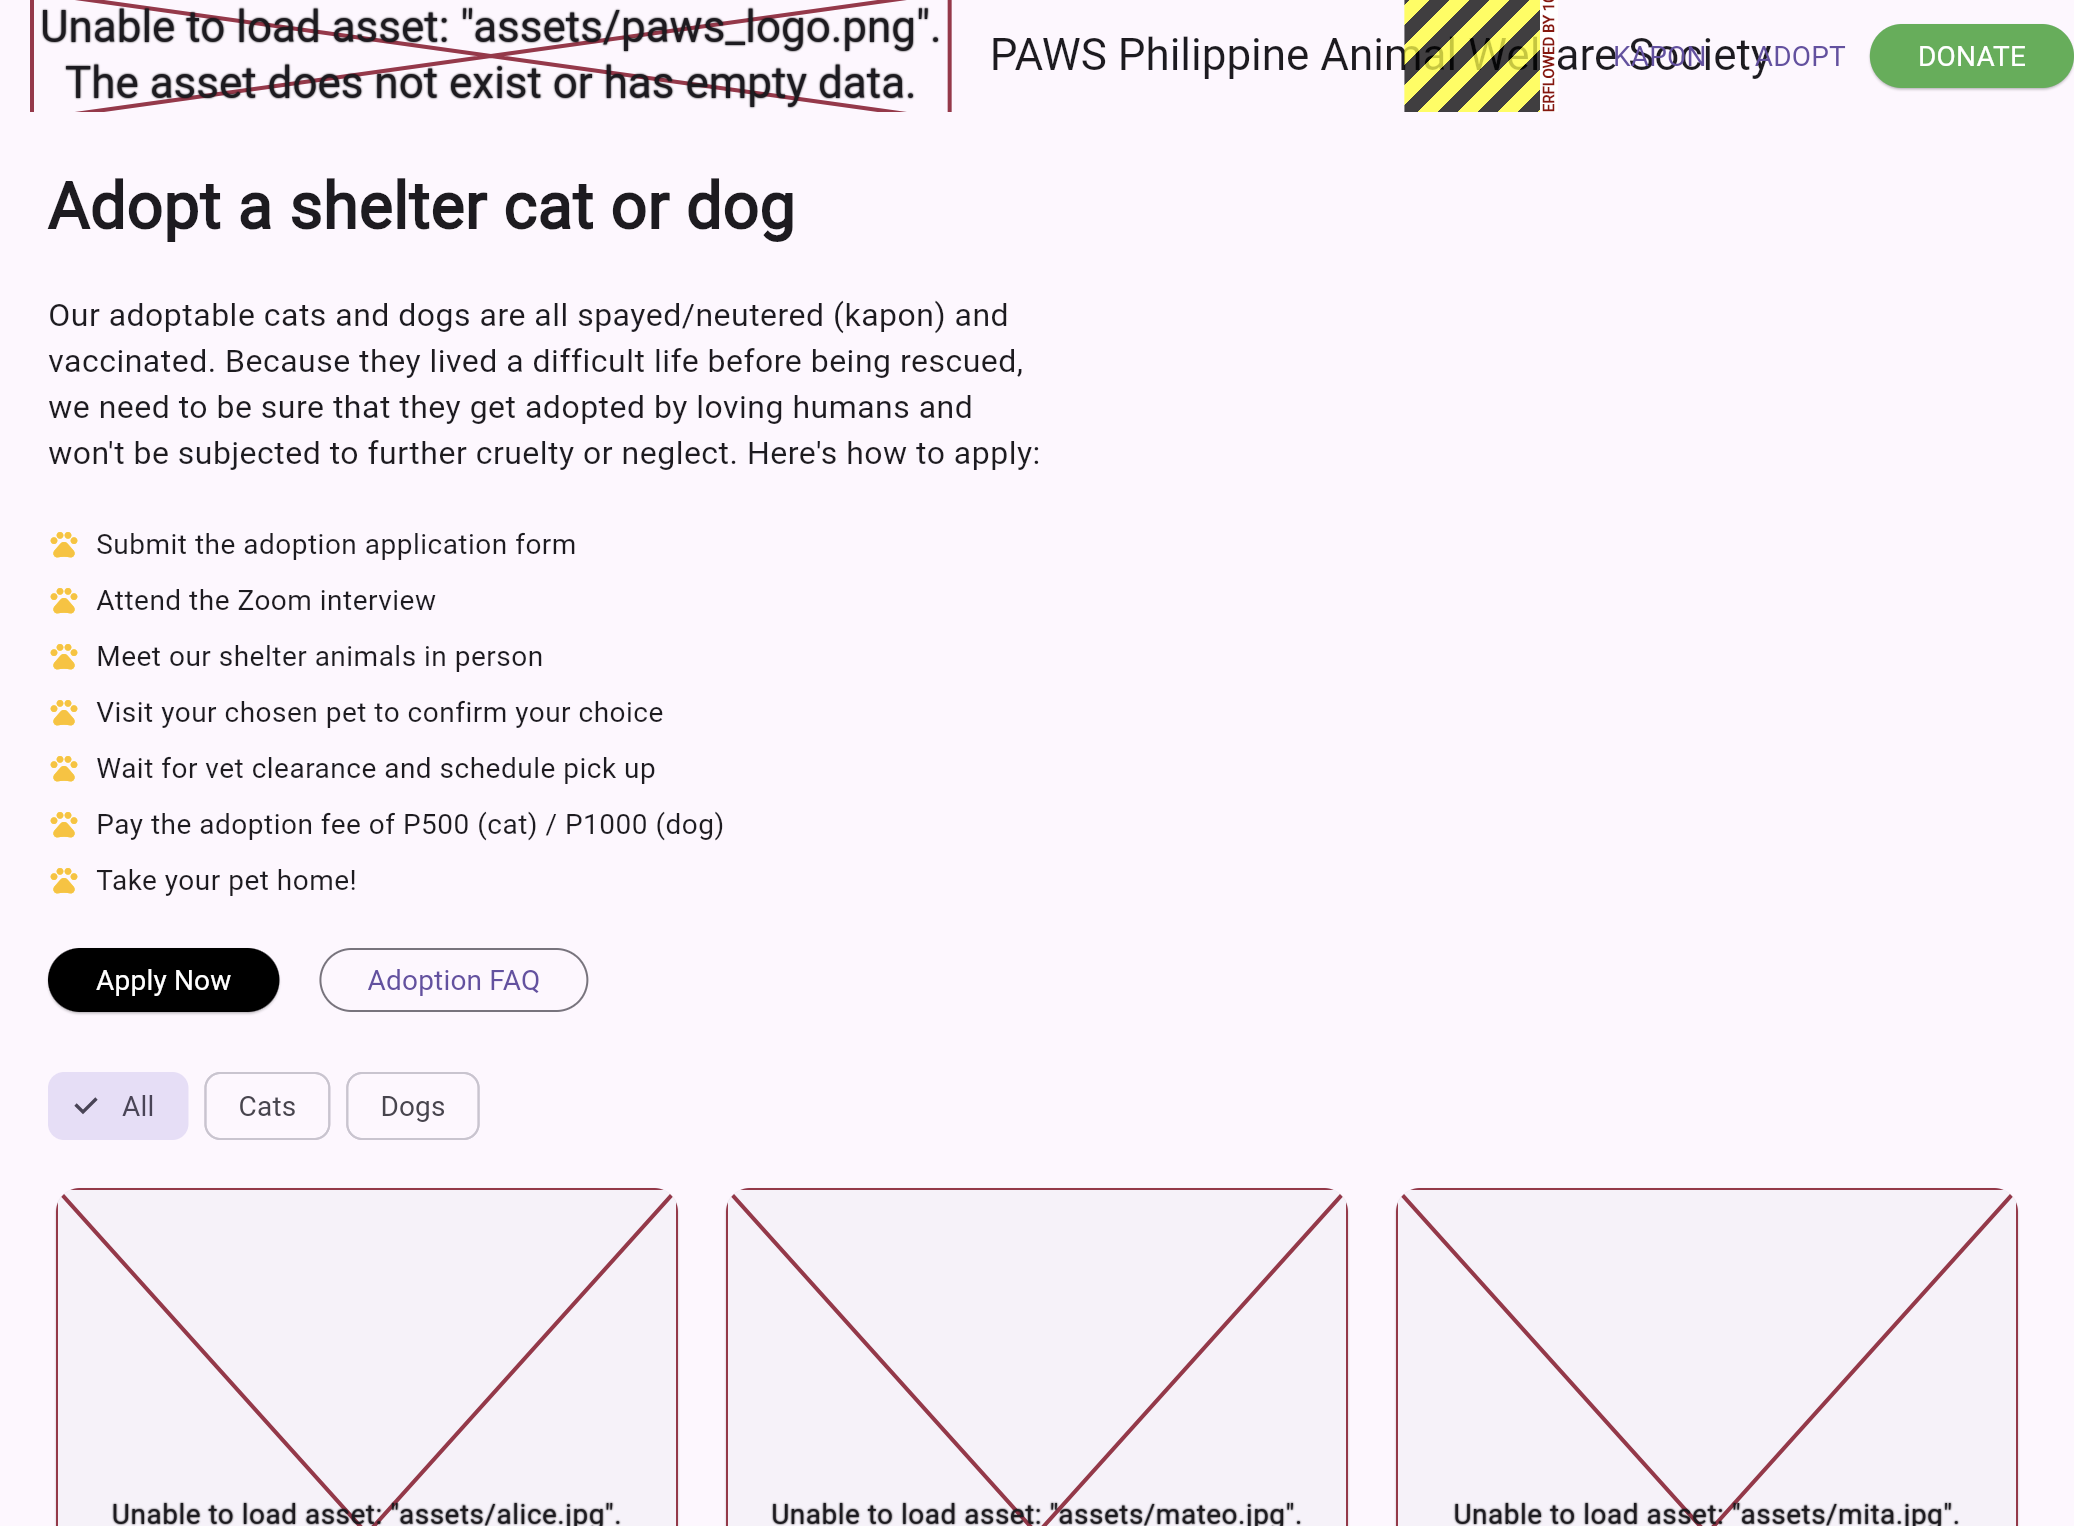 Unable to load asset: "assets/paws_logo.png".
The asset does not exist or has empty data.
PAWS Philippine Animal Welfare Society
ERFLOWED BY
KAPON
ADOPT
DONATE
Adopt a shelter cat or dog
Our adoptable cats and dogs are all spayed/neutered (kapon) and
vaccinated. Because they lived a difficult life before being rescued,
we need to be sure that they get adopted by loving humans and
won't be subjected to further cruelty or neglect. Here's how to apply:
Submit the adoption application form
Attend the Zoom interview
Meet our shelter animals in person
Visit your chosen pet to confirm your choice
Wait for vet clearance and schedule pick up
Pay the adoption fee of P500 (cat) / P1000 (dog)
Take your pet home!
Apply Now
Adoption FAQ
All
Cats
Dogs
Unable to load asset: "assets/alice.jpg".
Unable to load asset: "assets/mateo.jpg".
Unable to load asset: "assets/mita.jpg".